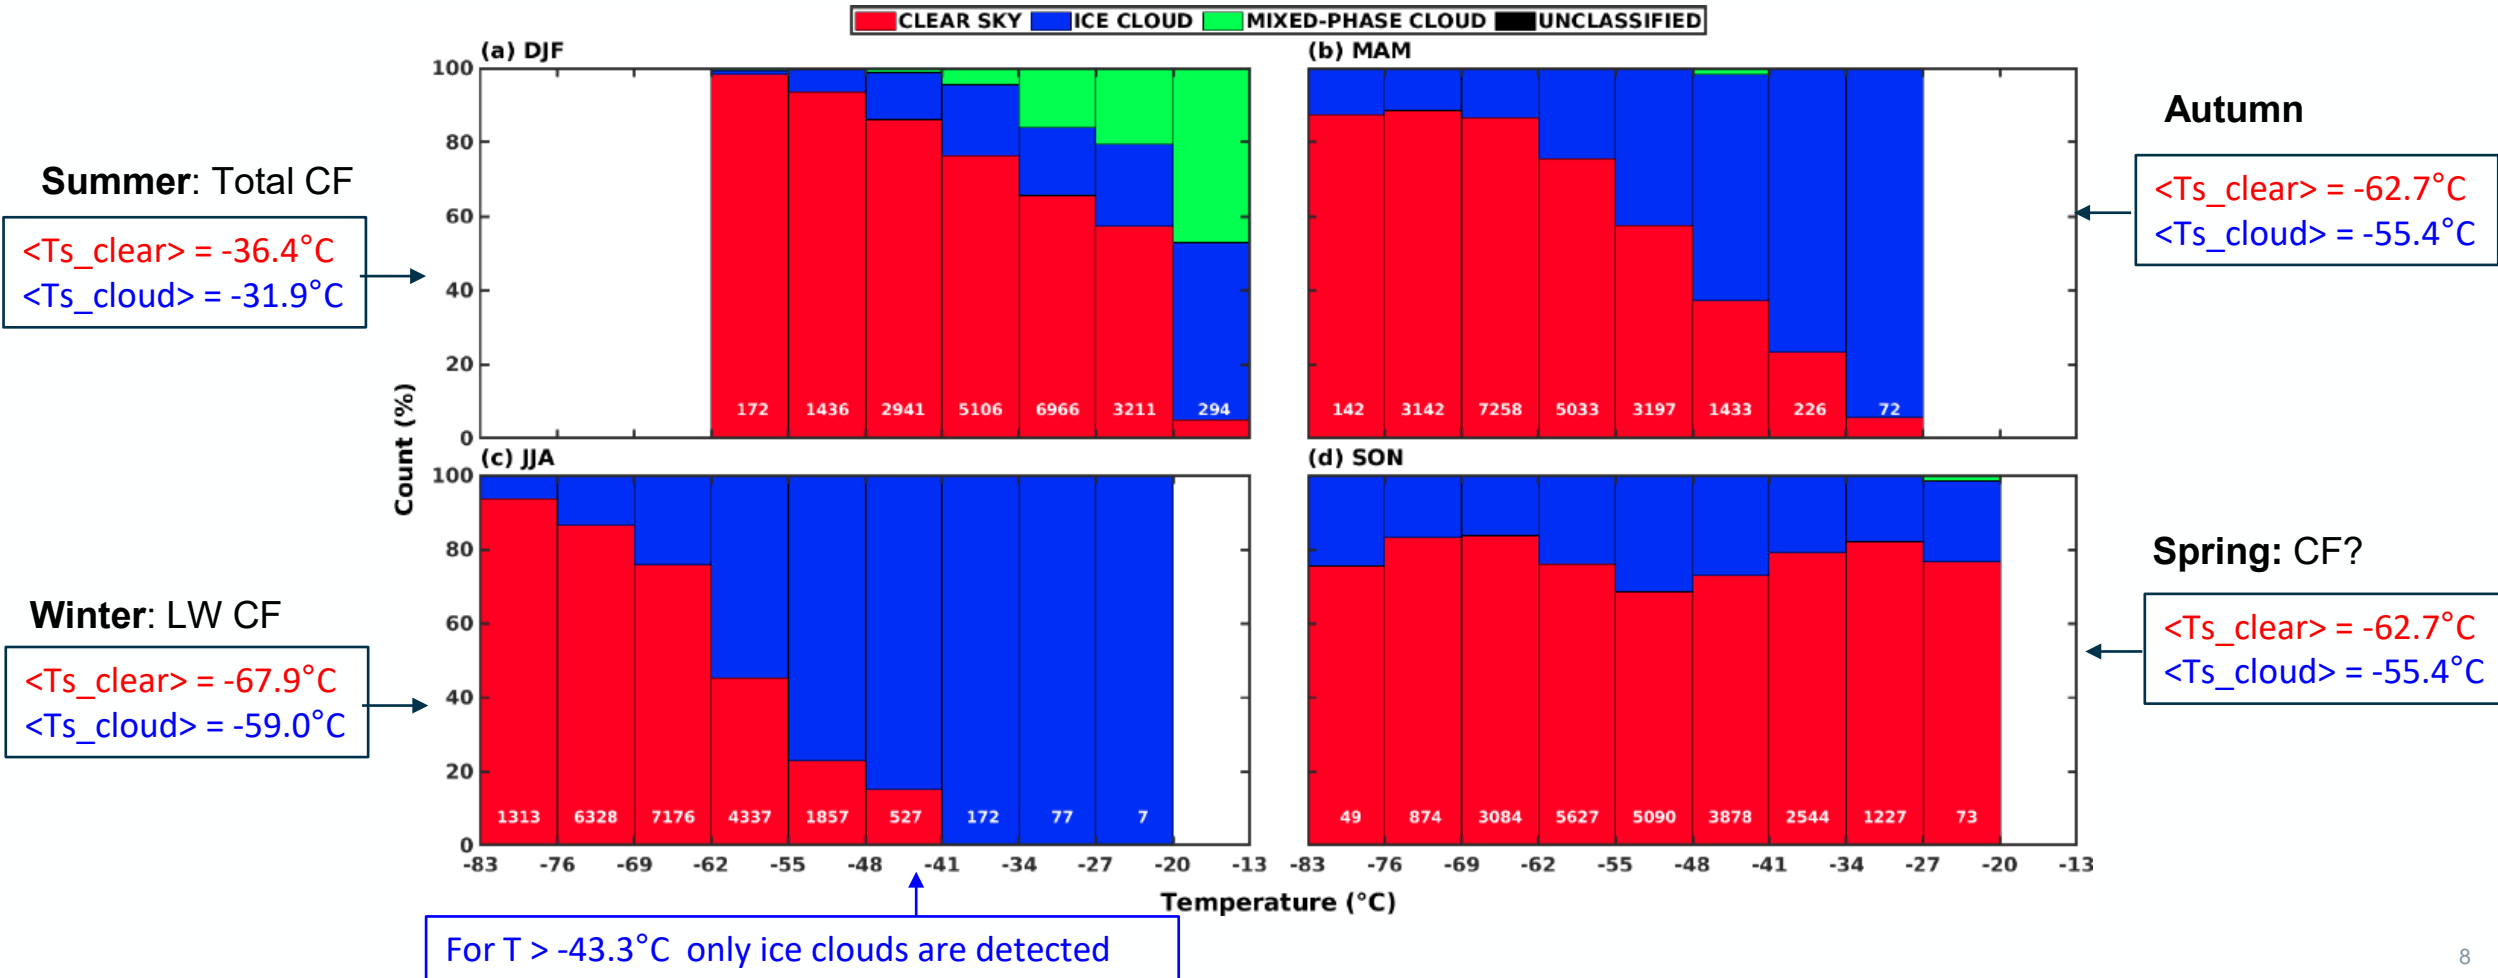 CLEAR SKY ICE CLOUD MIXED-PHASE CLOUD UNCLASSIFIED
(a) DJF
(b) MAM
Summer: Total CF
<Ts_clear> = -36.4°C
<Ts_cloud> = -31.9°C
Autumn
<Ts_clear> = -62.7°C
<Ts_cloud> = -55.4°C
100
80
60
40
20
0
172 1436 2941 5106 6966 3211 294
142 3142 7258 5033 3197 1433 226 72
Count (%)
(c) JJA
(d) SON
Winter: LW CF
<Ts_clear> = -67.9°C
<Ts_cloud> = -59.0°C
Spring: CF?
<Ts_clear> = -62.7°C
<Ts_cloud> = -55.4°C
100
80
60
40
20
0
1313 6328 7176 4337 1857 527 172 77 7
49 874 3084 5627 5090 3878 2544 1227 73
-83 -76 -69 -62 -55 -48 -41 -34 -27 -20 -13
-83 -76 -69 -62 -55 -48 -41 -34 -27 -20 -13
Temperature (°C)
For T > -43.3°C only ice clouds are detected
8